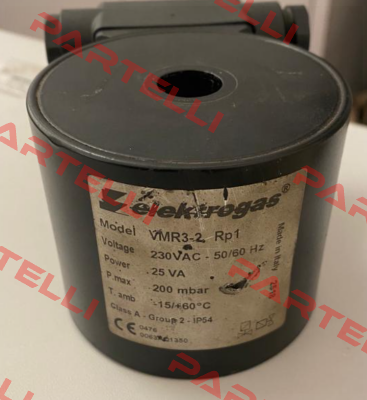 PARTELLI
elektrogas®
Model VMR3-2 Rp1
Voltage 230VAC - 50/60 Hz
Power 25 VA
P.max 200 mbar
T. amb -15/+60°C
Class A - Group 2 - IP54
CE 0476
Made in Italy
PARTELLI
PARTELLI